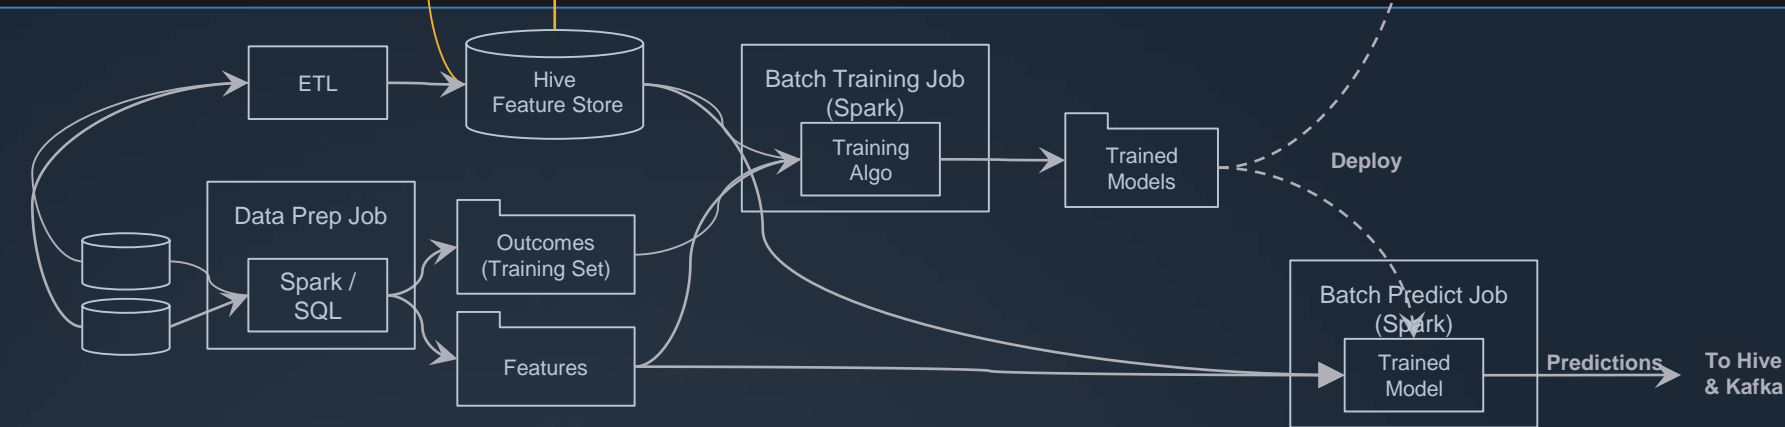 ETL
Hive
Feature Store
Batch Training Job
(Spark)
Training
Algo
Trained
Models
Deploy
Data Prep Job
Spark /
SQL
Outcomes
(Training Set)
Features
Batch Predict Job
(Spark)
Trained
Model
Predictions
To Hive
& Kafka